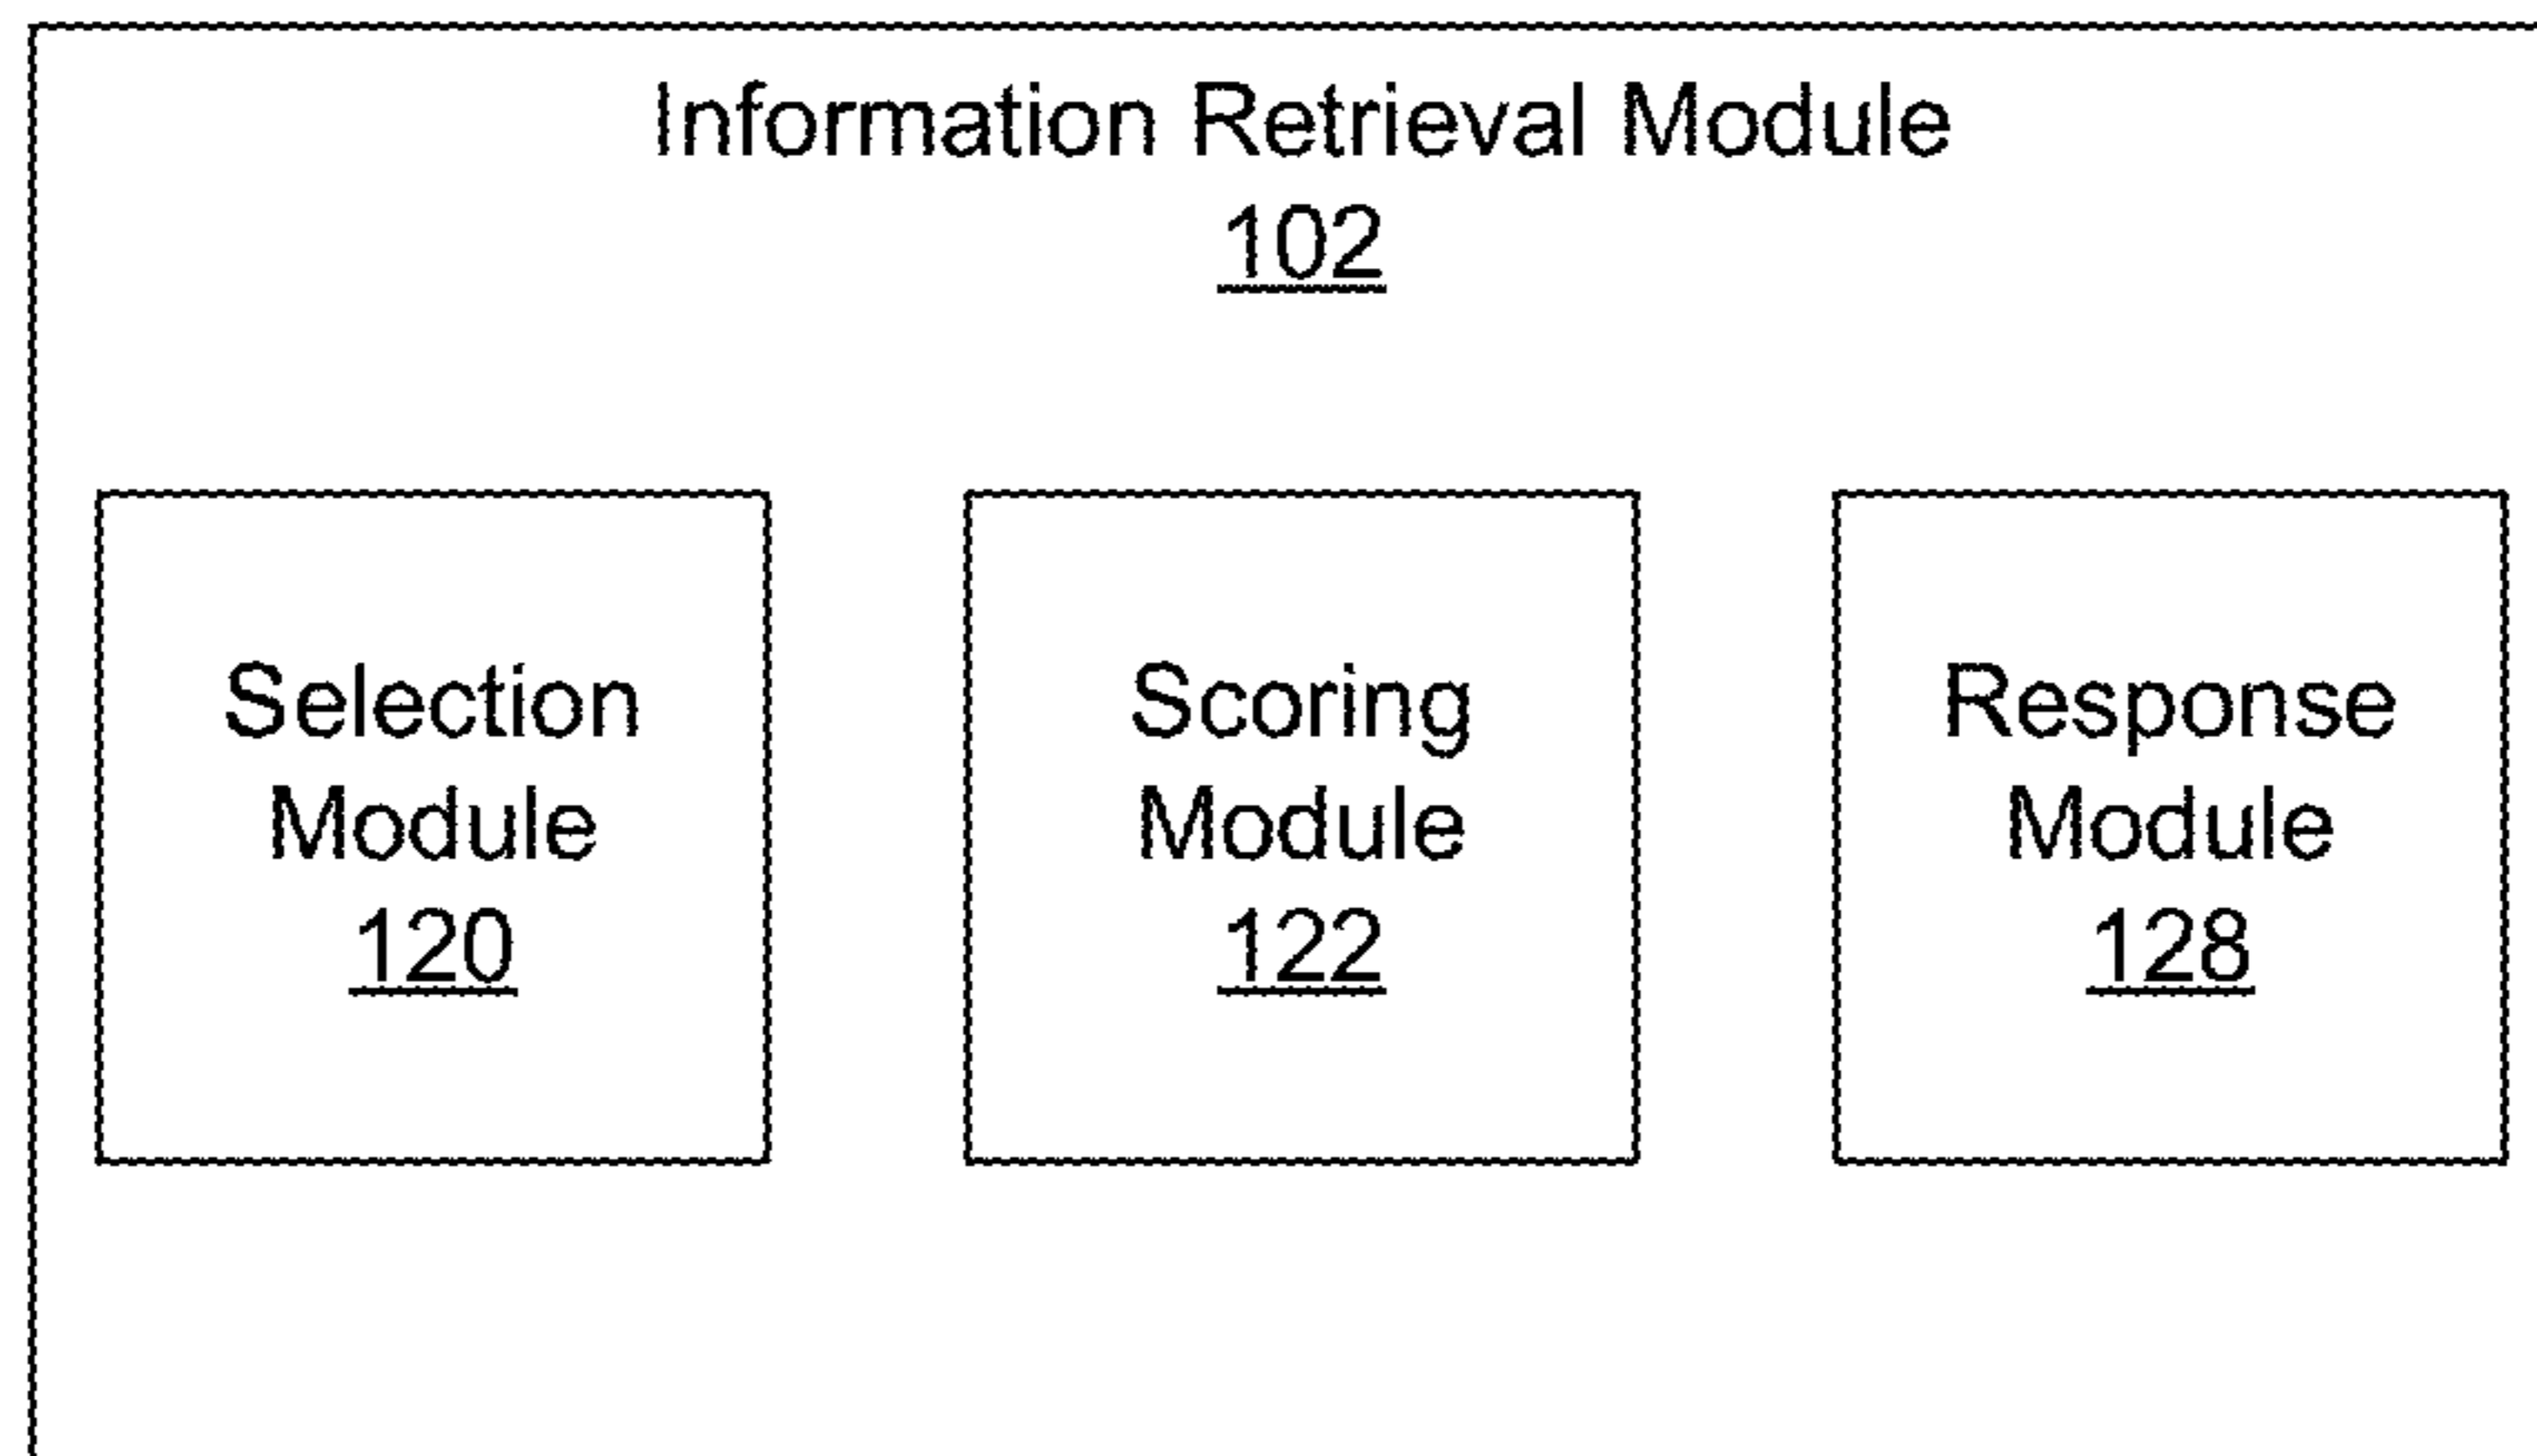 Information Retrieval Module
102
Selection
Module
120
Scoring
Module
122
Response
Module
128